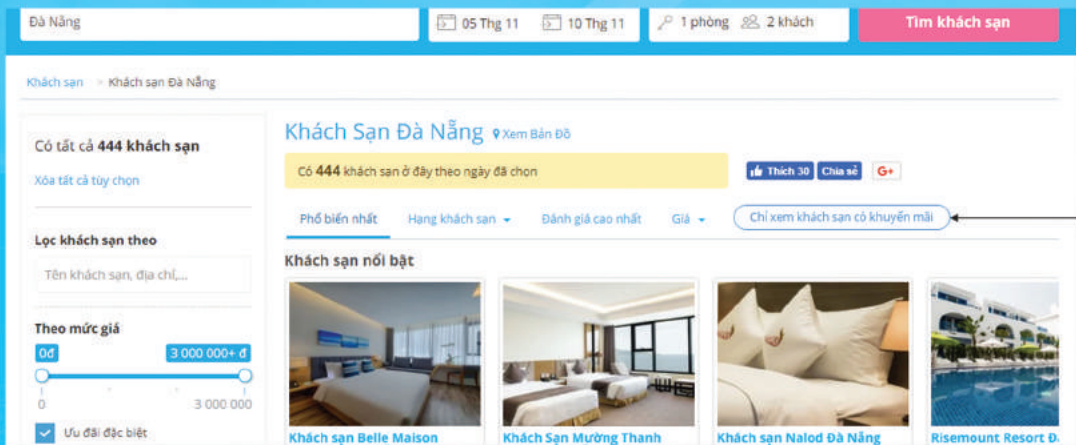 Đà Nẵng
05 Thg 11
10 Thg 11
1 phòng
2 khách
Tìm khách sạn
Khách sạn > Khách sạn Đà Nẵng
Có tất cả 444 khách sạn
Xóa tất cả tùy chọn
Lọc khách sạn theo
Tên khách sạn, địa chỉ,...
Theo mức giá
0đ
3 000 000+ đ
0
3 000 000
Ưu đãi đặc biệt
Khách Sạn Đà Nẵng
Xem Bản Đồ
Có 444 khách sạn ở đây theo ngày đã chọn
Thích 30
Chia sẻ
G+
Phổ biến nhất
Hạng khách sạn
Đánh giá cao nhất
Giá
Chỉ xem khách sạn có khuyến mãi
Khách sạn nổi bật
Khách sạn Belle Maison
Khách Sạn Mường Thanh
Khách sạn Nalod Đà Nẵng
Risemount Resort